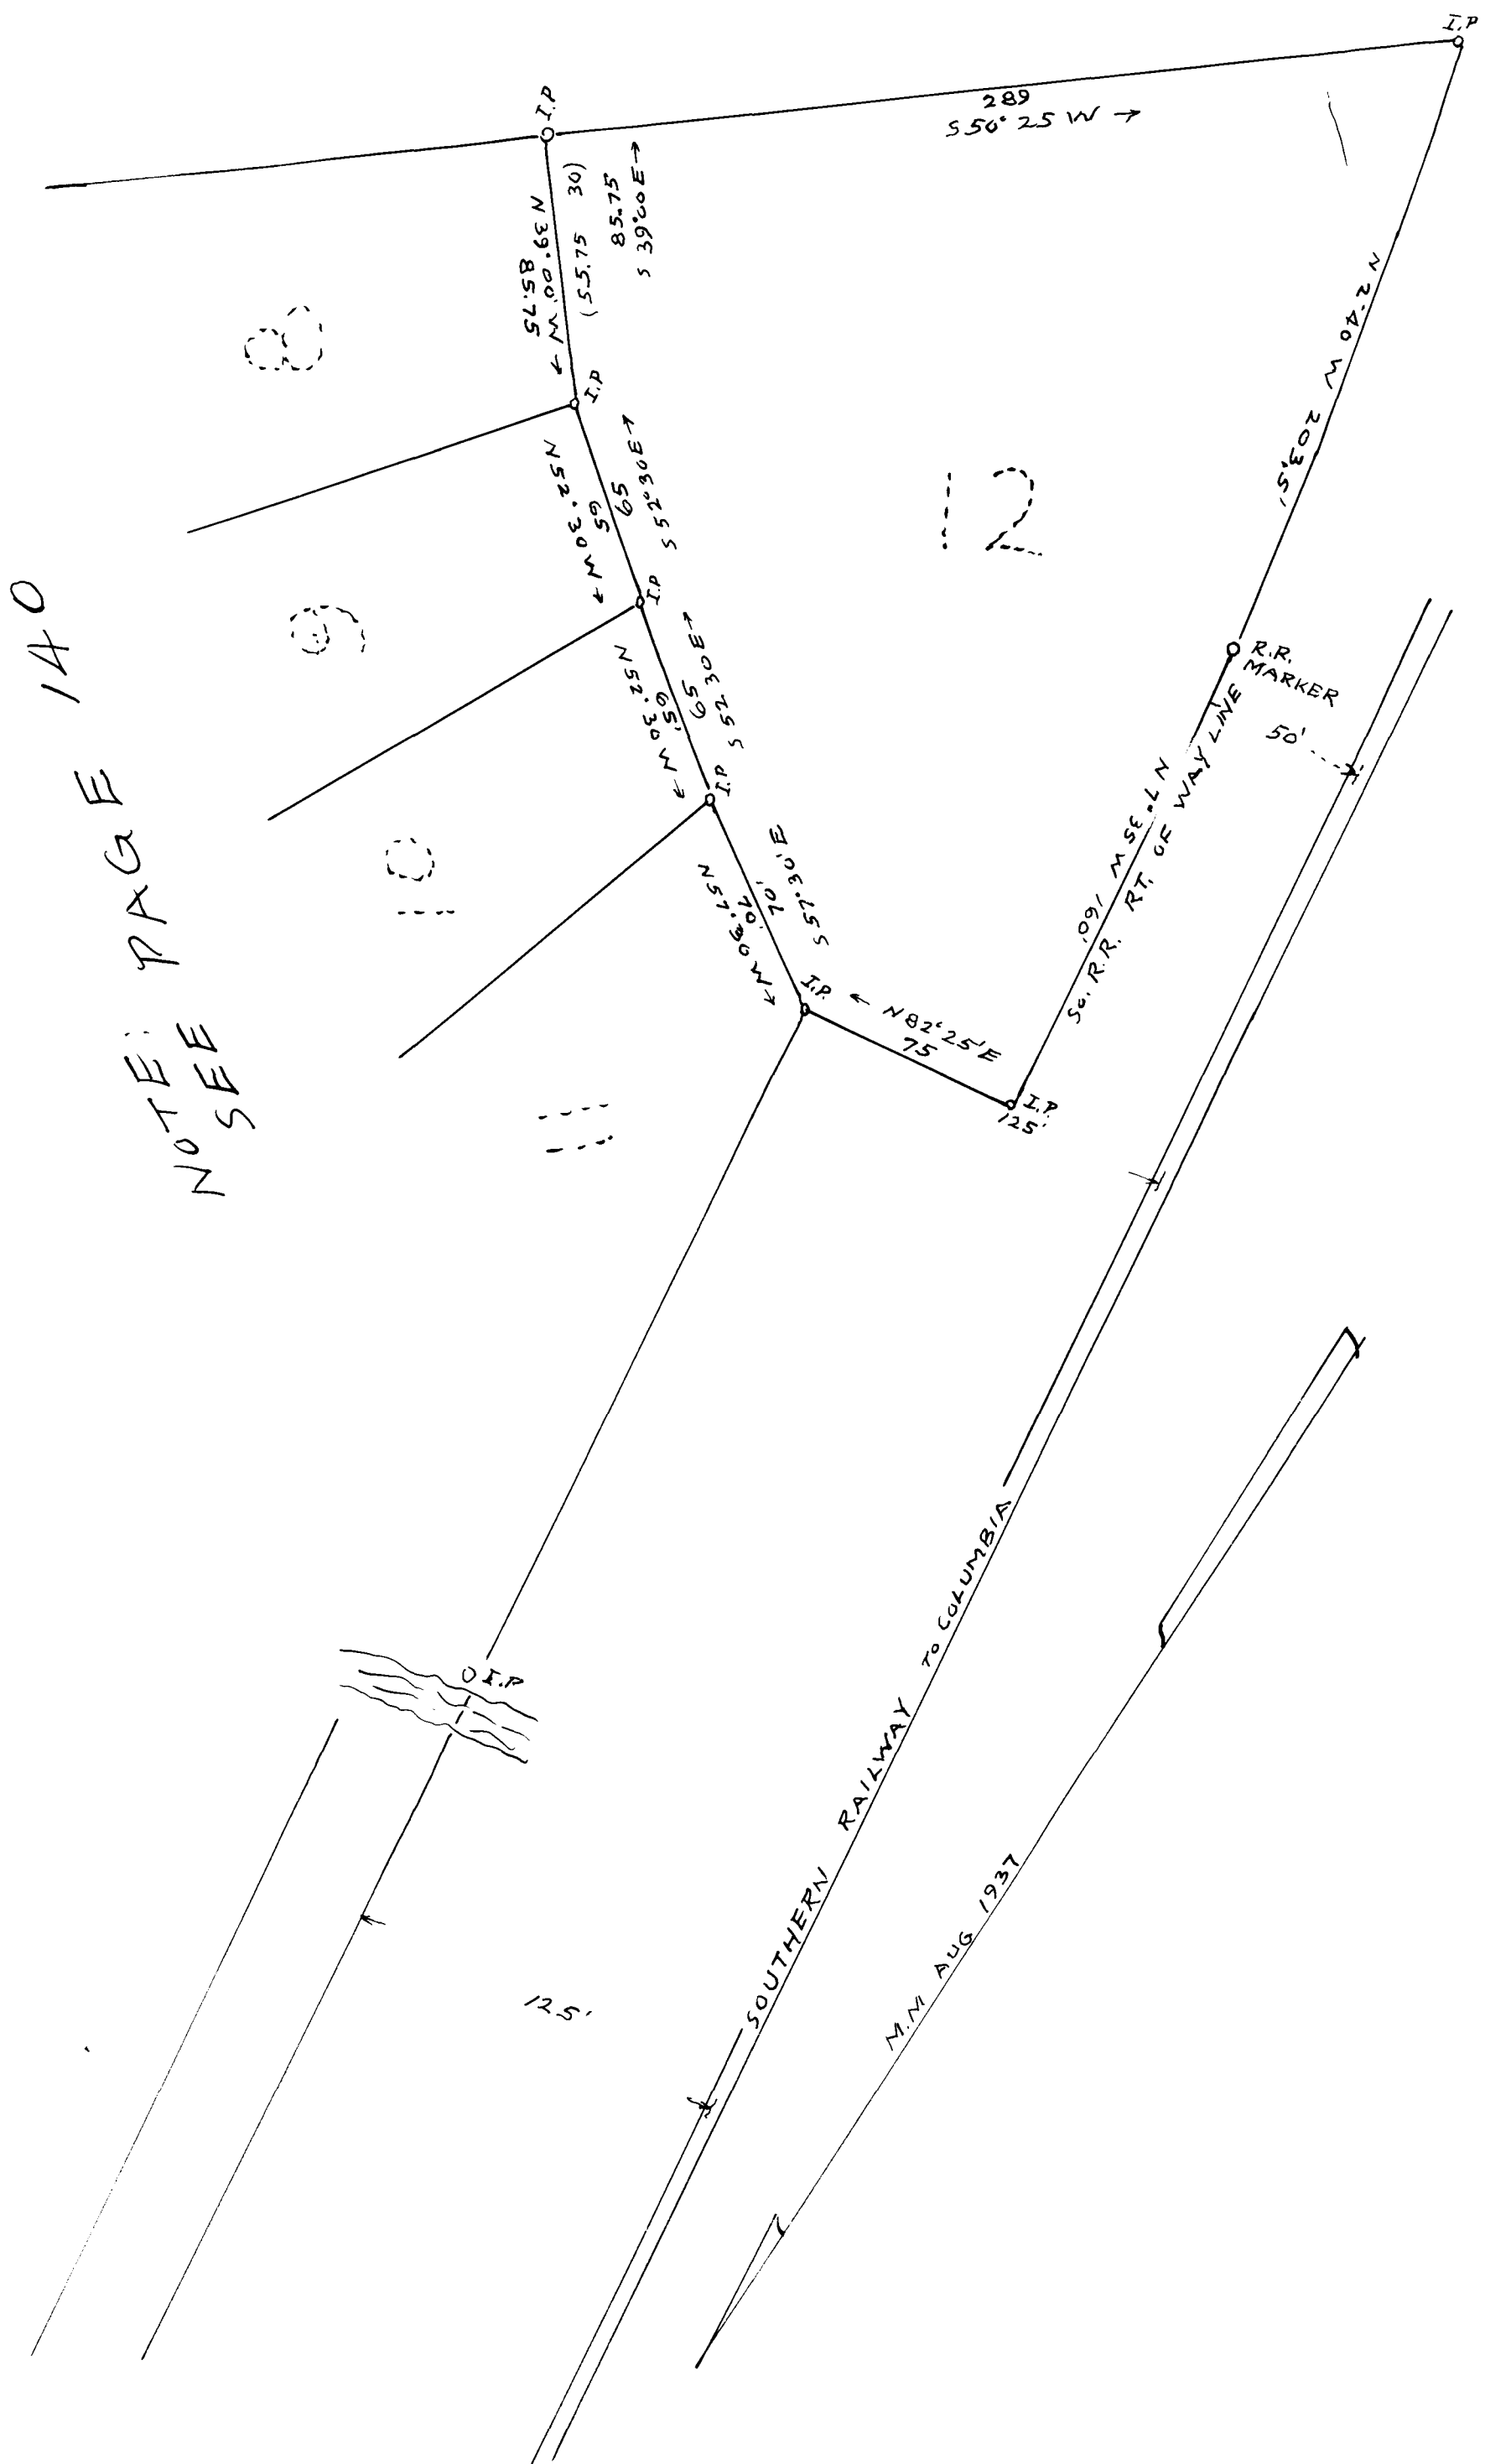 I.P
I.P
289
S 50° 25 W →
N 39° 00' W ←
85.75
(55.75 30)
85.75
S 39° 00 E →
8
I.P
N 52° 30 W ←
65
65
S 52° 30 E →
12
N 2° 40 W 203.5'
9
I.P
N 52° 30 W ←
65'
65
S 52 30 E →
R.R.
MARKER
50'
10
I.P
N 57° 30 W ←
70'
70'
S 57° 30' E
N 7° 35 W 160'
SO. R.R. RT. OF WAY LINE
I.P.
← N 82° 25' E
75
I.P.
125'
11
NOTE:
SEE PAGE 140
I.P
SOUTHERN RAILWAY TO COLUMBIA
125'
M.M AUG 1937